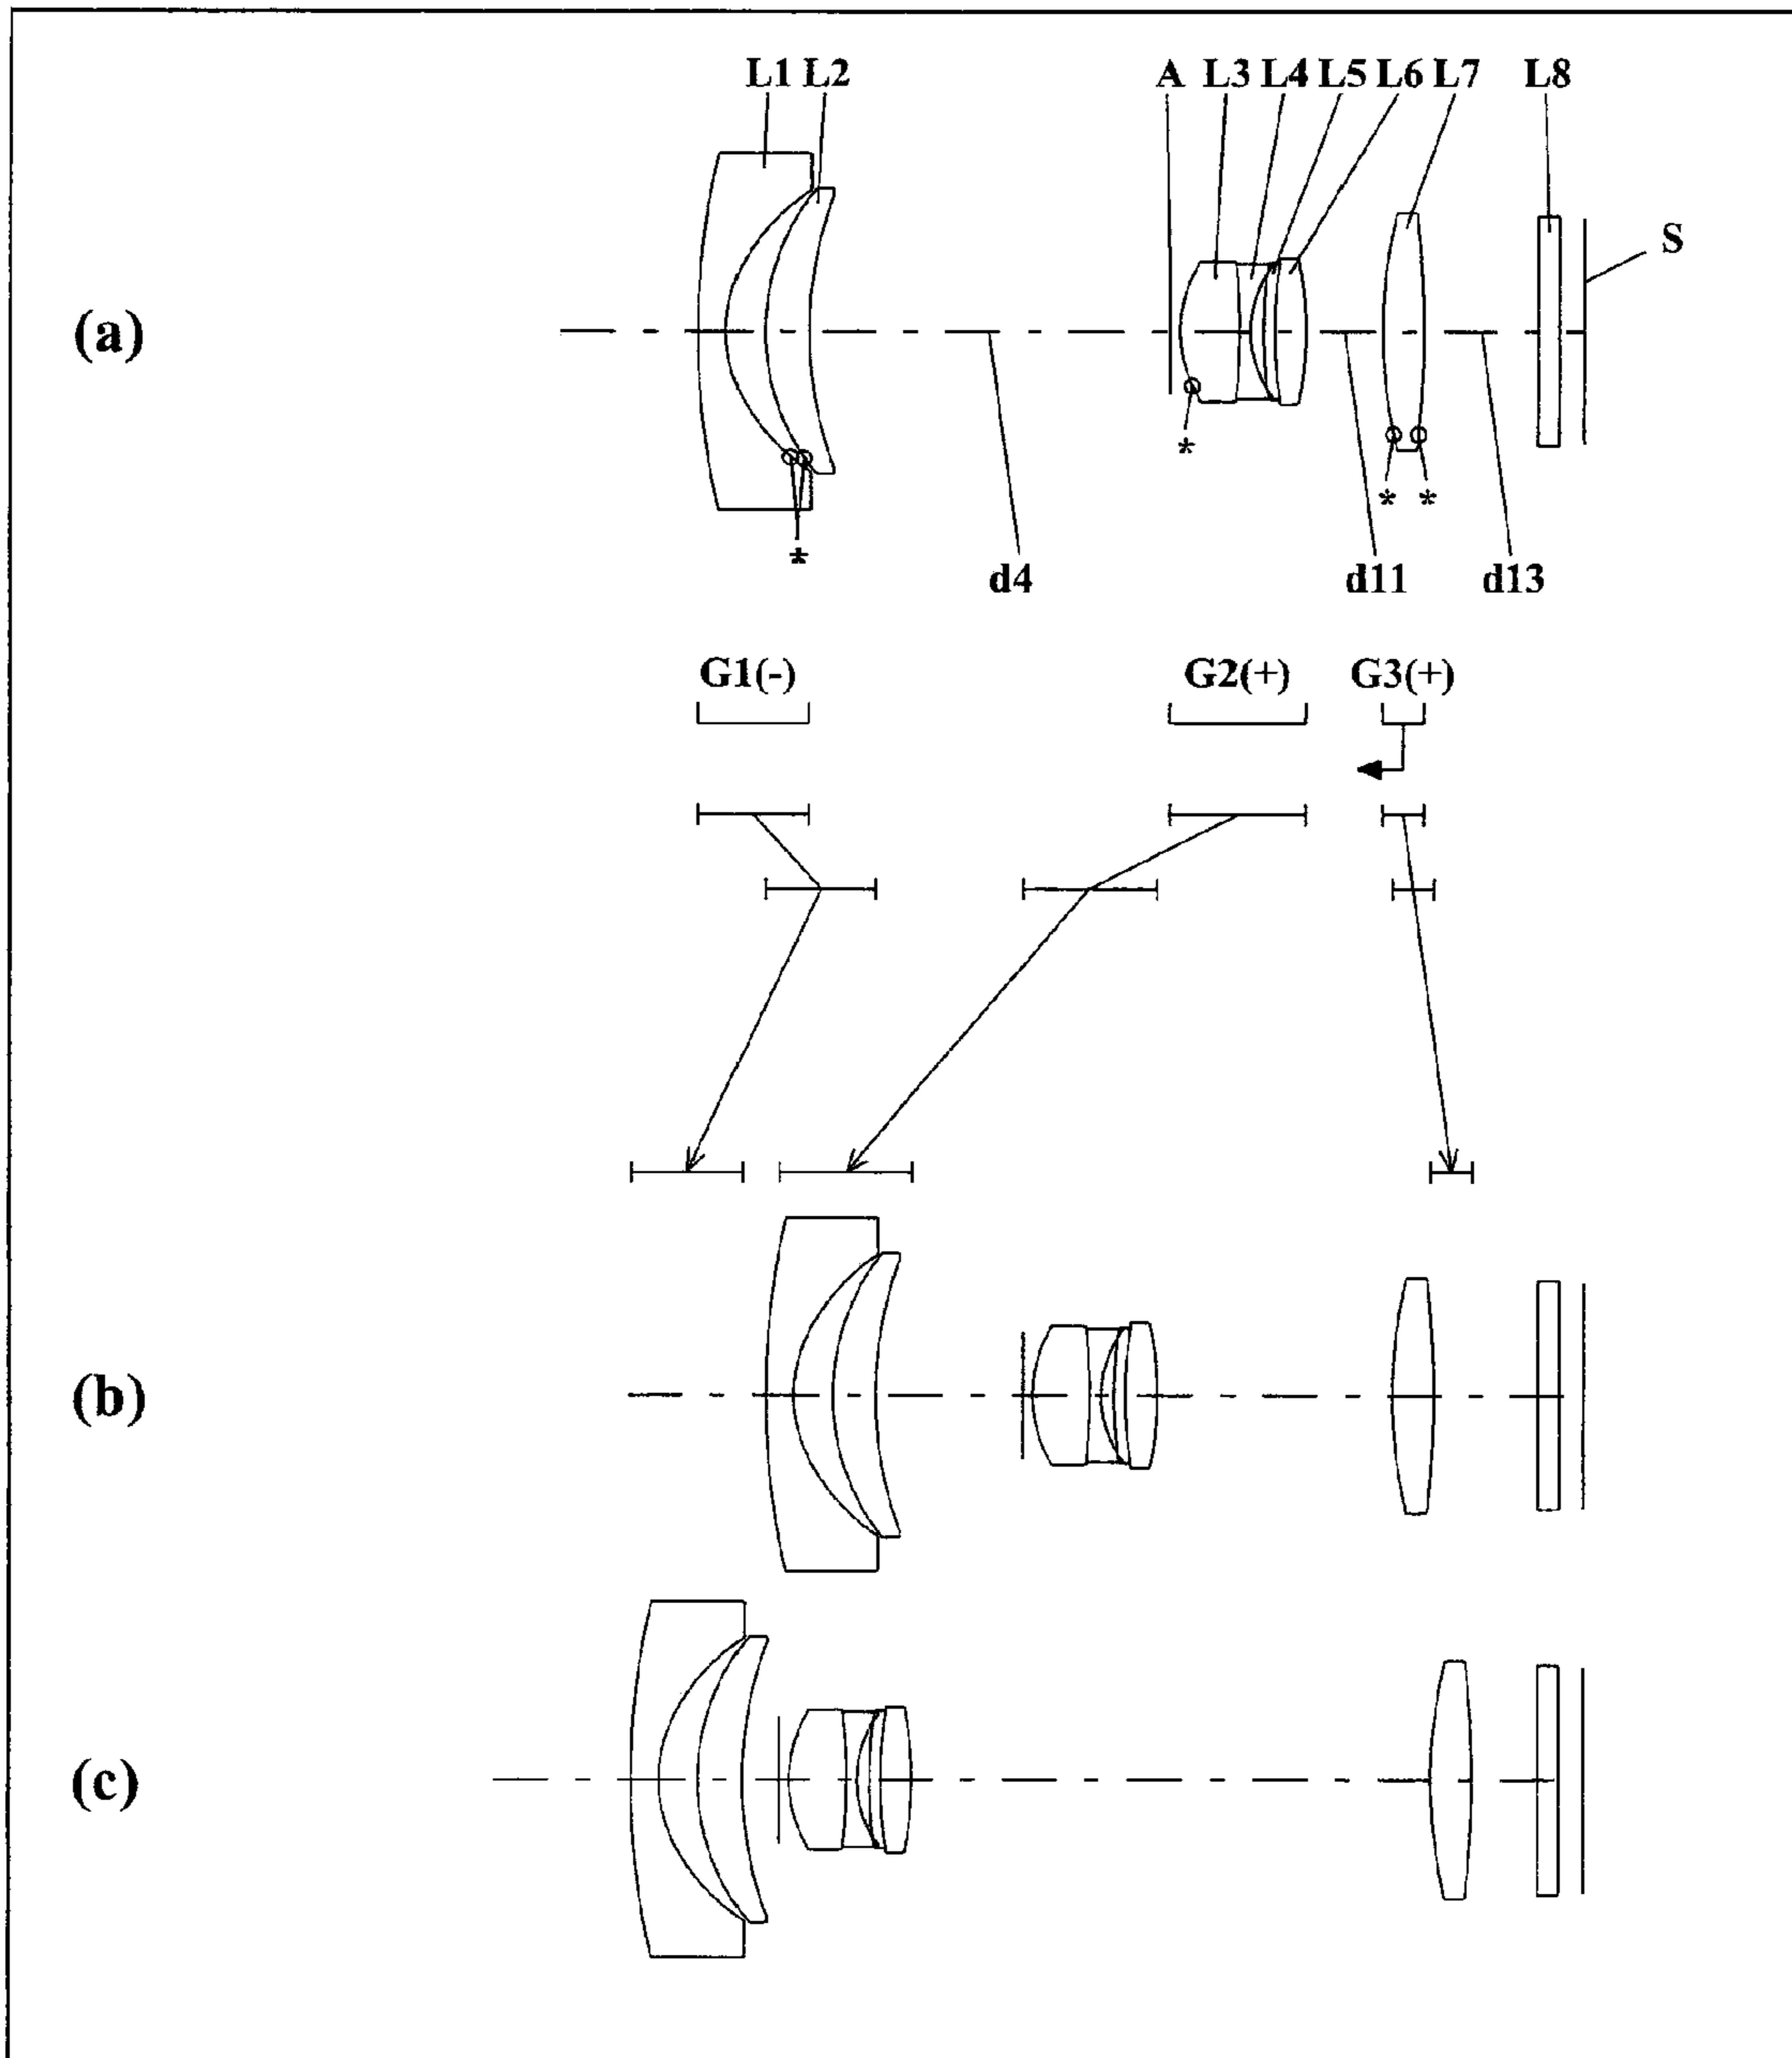 L1 L2 A L3 L4 L5 L6 L7 L8
S
(a)
*
* *
*
d4 d11 d13
G1(-) G2(+) G3(+)
(b)
(c)